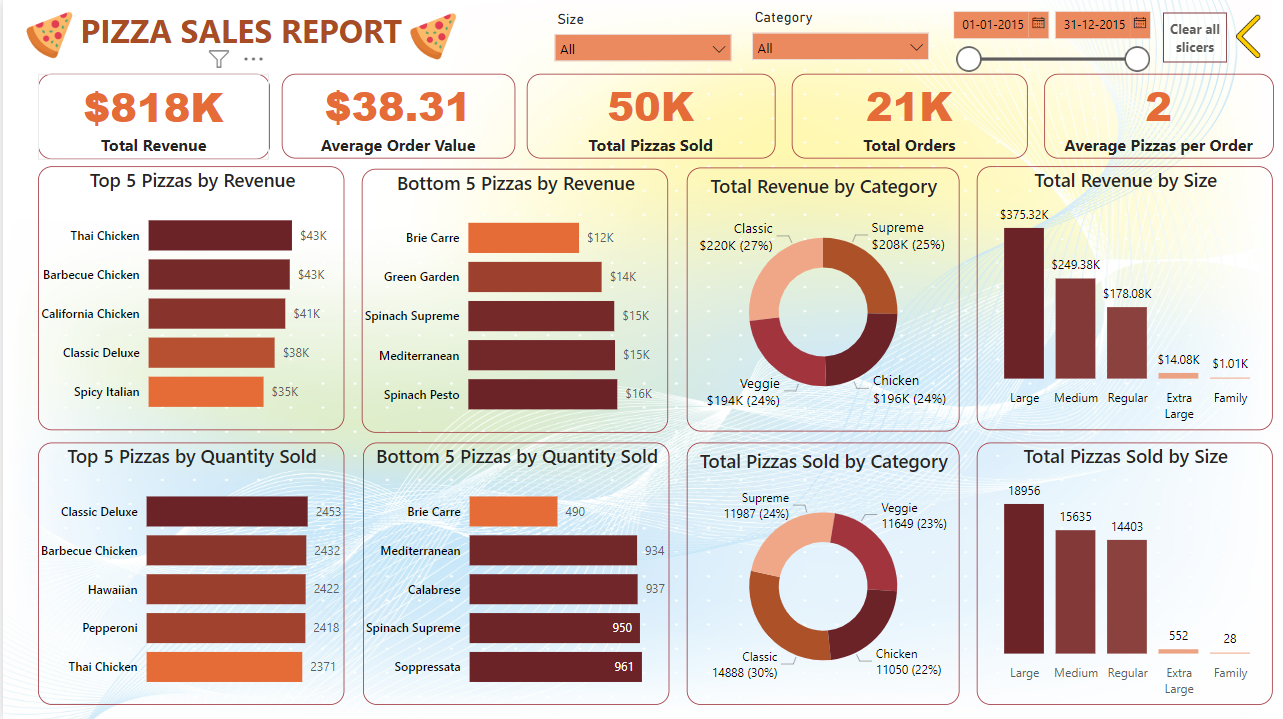 PIZZA SALES REPORT
Size
All
Category
All
01-01-2015
31-12-2015
Clear all
slicers
$818K
Total Revenue
$38.31
Average Order Value
50K
Total Pizzas Sold
21K
Total Orders
2
Average Pizzas per Order
Top 5 Pizzas by Revenue
Thai Chicken $43K
Barbecue Chicken $43K
California Chicken $41K
Classic Deluxe $38K
Spicy Italian $35K
Bottom 5 Pizzas by Revenue
Brie Carre $12K
Green Garden $14K
Spinach Supreme $15K
Mediterranean $15K
Spinach Pesto $16K
Total Revenue by Category
Classic
$220K (27%)
Supreme
$208K (25%)
Veggie
$194K (24%)
Chicken
$196K (24%)
Total Revenue by Size
$375.32K
$249.38K
$178.08K
$14.08K
$1.01K
Large
Medium
Regular
Extra
Large
Family
Top 5 Pizzas by Quantity Sold
Classic Deluxe 2453
Barbecue Chicken 2432
Hawaiian 2422
Pepperoni 2418
Thai Chicken 2371
Bottom 5 Pizzas by Quantity Sold
Brie Carre 490
Mediterranean 934
Calabrese 937
Spinach Supreme 950
Soppressata 961
Total Pizzas Sold by Category
Supreme
11987 (24%)
Veggie
11649 (23%)
Classic
14888 (30%)
Chicken
11050 (22%)
Total Pizzas Sold by Size
18956
15635
14403
552
28
Large
Medium
Regular
Extra
Large
Family